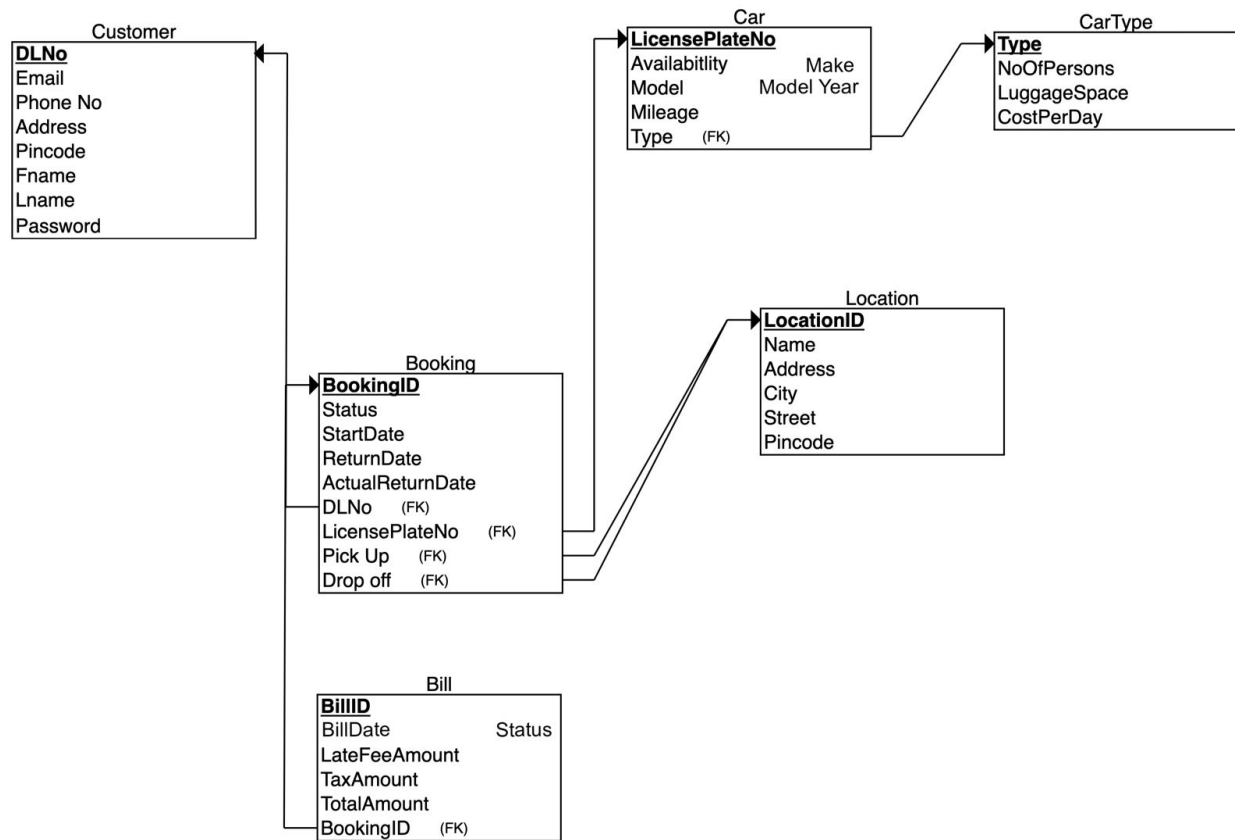 Customer
DLNo
Email
Phone No
Address
Pincode
Fname
Lname
Password
Car
LicensePlateNo
Availabitlity Make
Model Model Year
Mileage
Type (FK)
CarType
Type
NoOfPersons
LuggageSpace
CostPerDay
Location
LocationID
Name
Address
City
Street
Pincode
Booking
BookingID
Status
StartDate
ReturnDate
ActualReturnDate
DLNo (FK)
LicensePlateNo (FK)
Pick Up (FK)
Drop off (FK)
Bill
BillID
BillDate Status
LateFeeAmount
TaxAmount
TotalAmount
BookingID (FK)